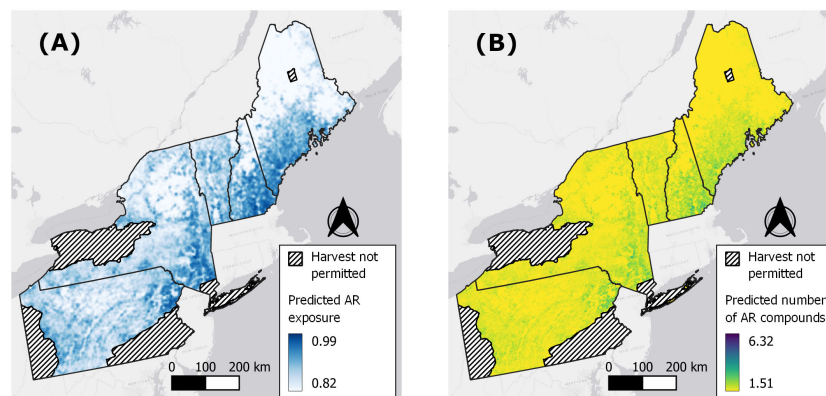 (A)
Harvest not
permitted
Predicted AR
exposure
0.99
0.82
0 100 200 km
(B)
Harvest not
permitted
Predicted number
of AR compounds
6.32
1.51
0 100 200 km